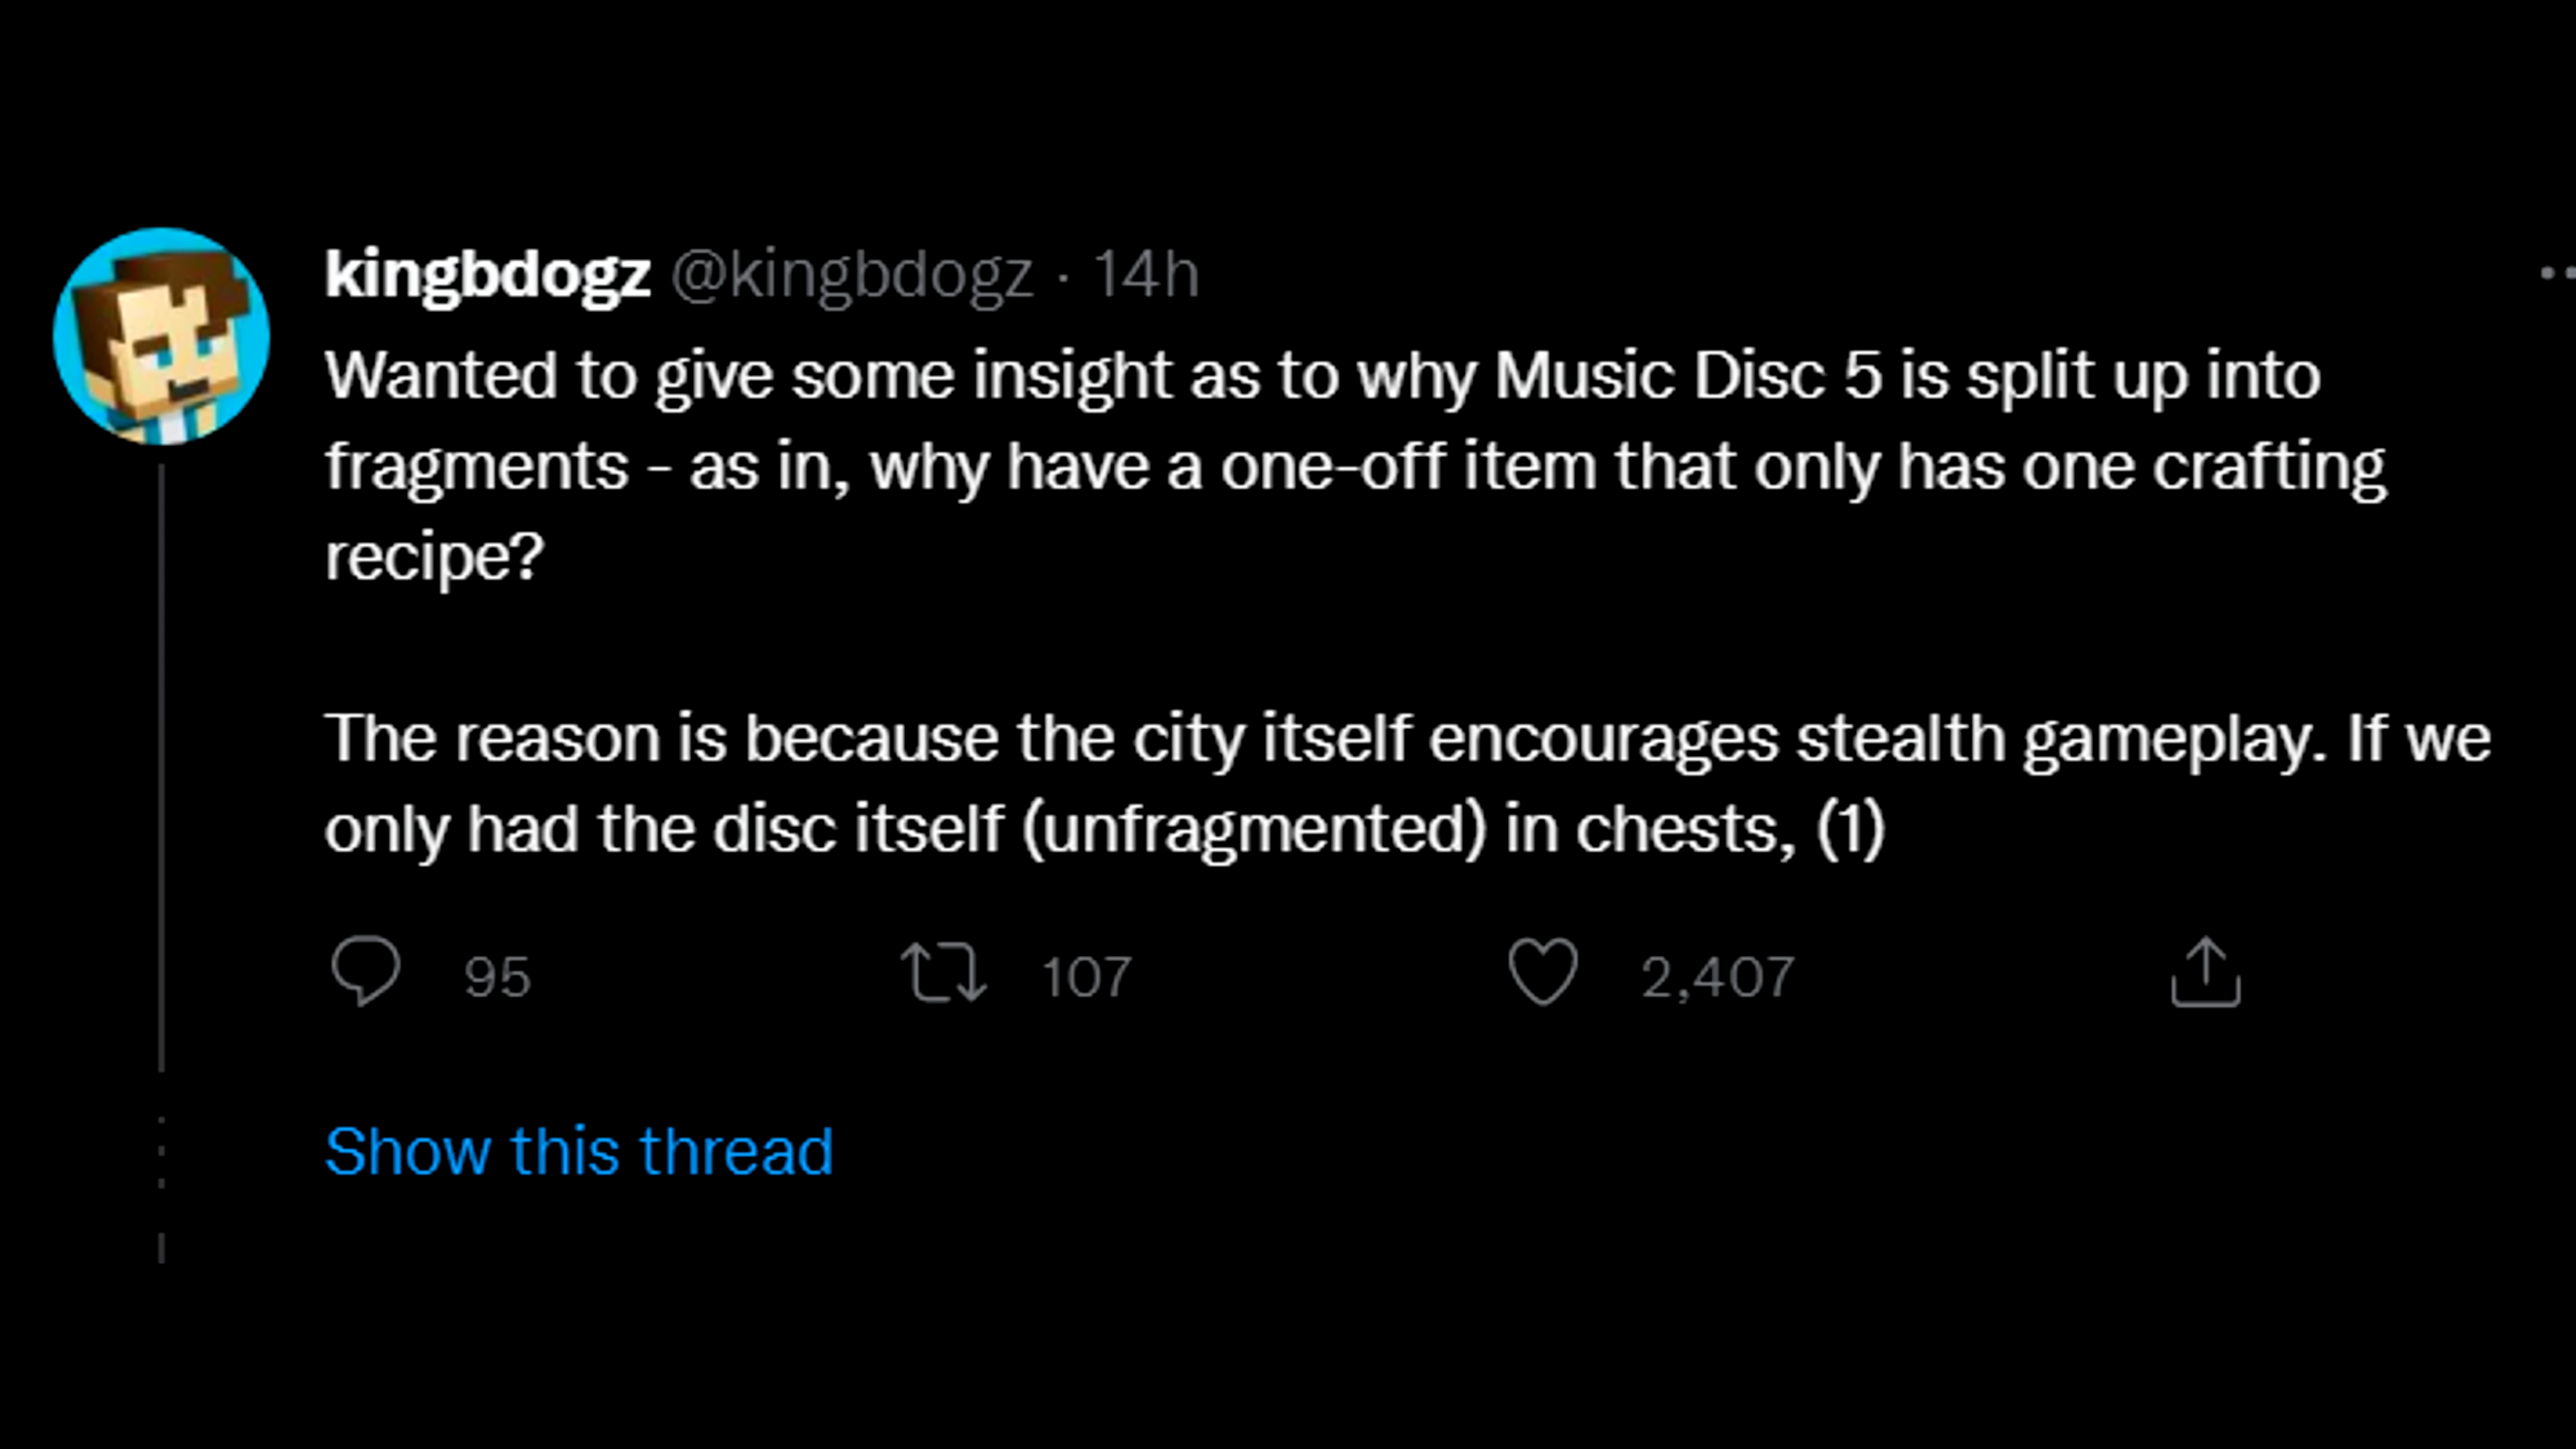 kingbdogz @kingbdogz · 14h
Wanted to give some insight as to why Music Disc 5 is split up into
fragments - as in, why have a one-off item that only has one crafting
recipe?
The reason is because the city itself encourages stealth gameplay. If we
only had the disc itself (unfragmented) in chests, (1)
95 107 2,407
Show this thread